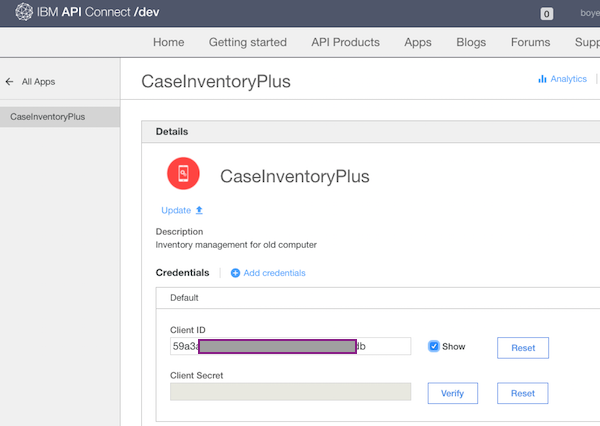 IBM API Connect /dev
0
boye
Home Getting started API Products Apps Blogs Forums Supp
All Apps
CaseInventoryPlus
CaseInventoryPlus
Analytics
Details
CaseInventoryPlus
Update
Description
Inventory management for old computer
Credentials
Add credentials
Default
Client ID
59a3a
db
Show
Reset
Client Secret
Verify
Reset